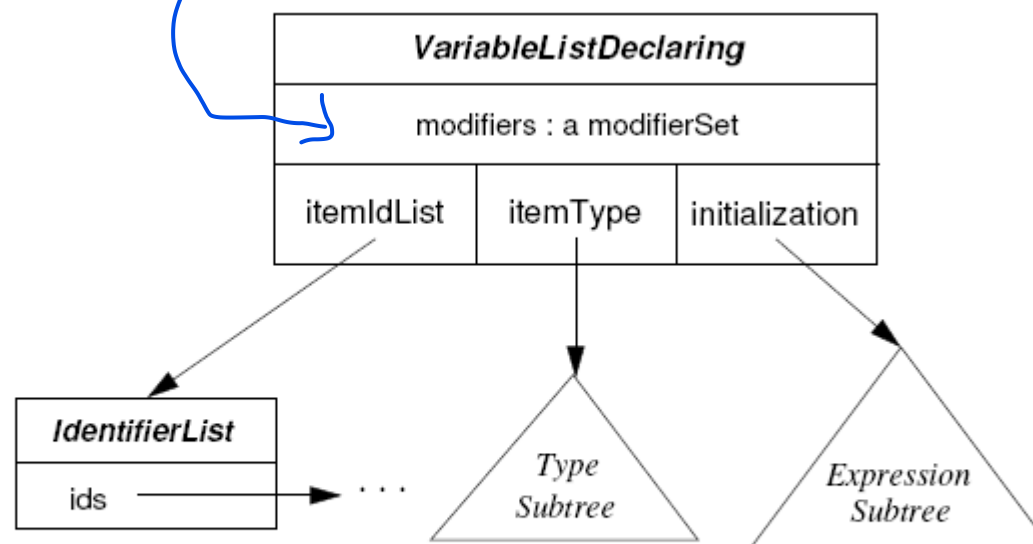 VariableListDeclaring
modifiers : a modifierSet
itemIdList itemType initialization
IdentifierList
ids . . .
Type
Subtree
Expression
Subtree